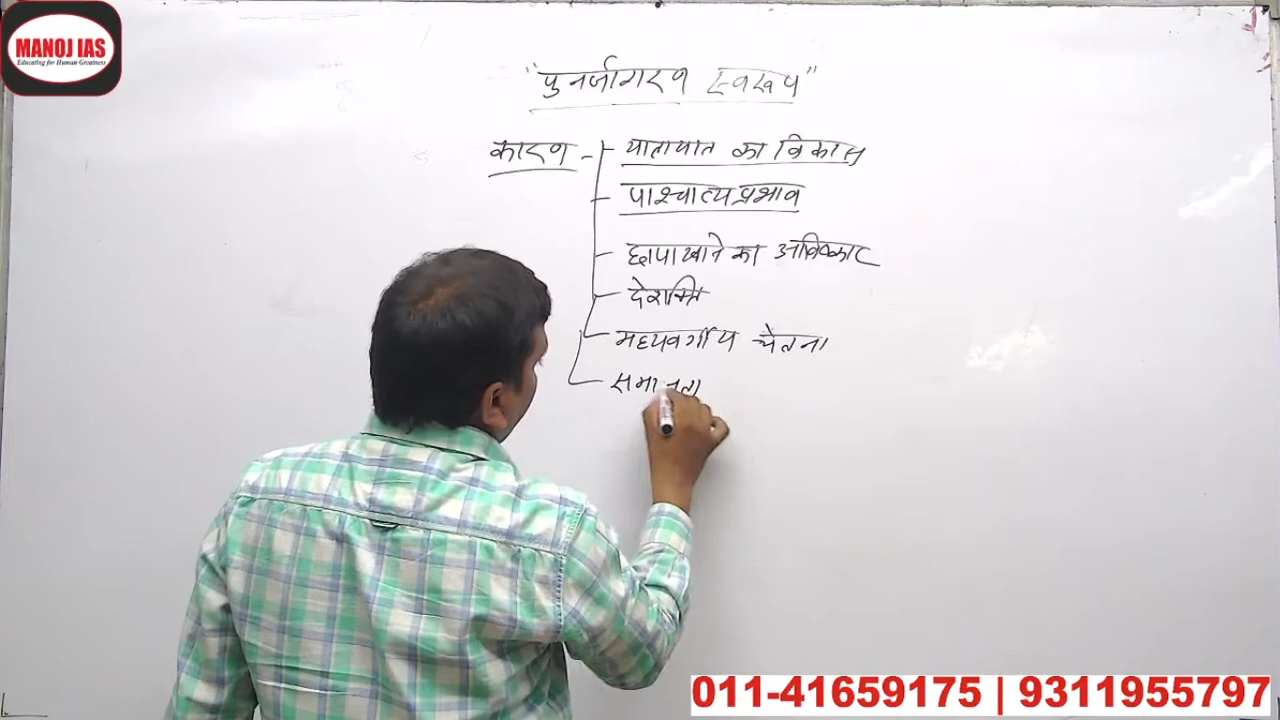 MANOJ IAS
Educating for Human Greatness
"पुनर्जागरण स्वरूप"
कारण - यातायात का विकास
पाश्चात्य प्रभाव
छापाखाने का आविष्कार
देशभक्ति
मध्यवर्गीय चेतना
समानता
011-41659175 | 9311955797